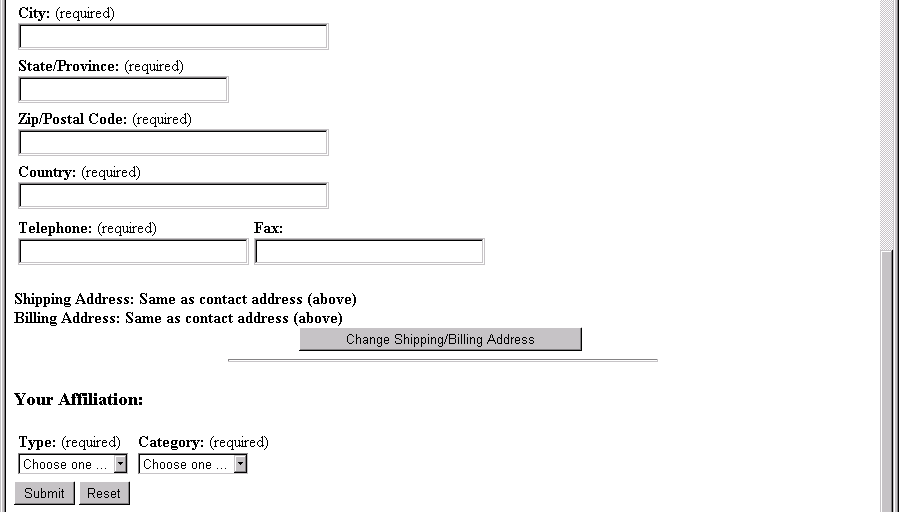 City: (required)
State/Province: (required)
Zip/Postal Code: (required)
Country: (required)
Telephone: (required) Fax:
Shipping Address: Same as contact address (above)
Billing Address: Same as contact address (above)
Change Shipping/Billing Address
Your Affiliation:
Type: (required) Category: (required)
Choose one ... Choose one ...
Submit Reset